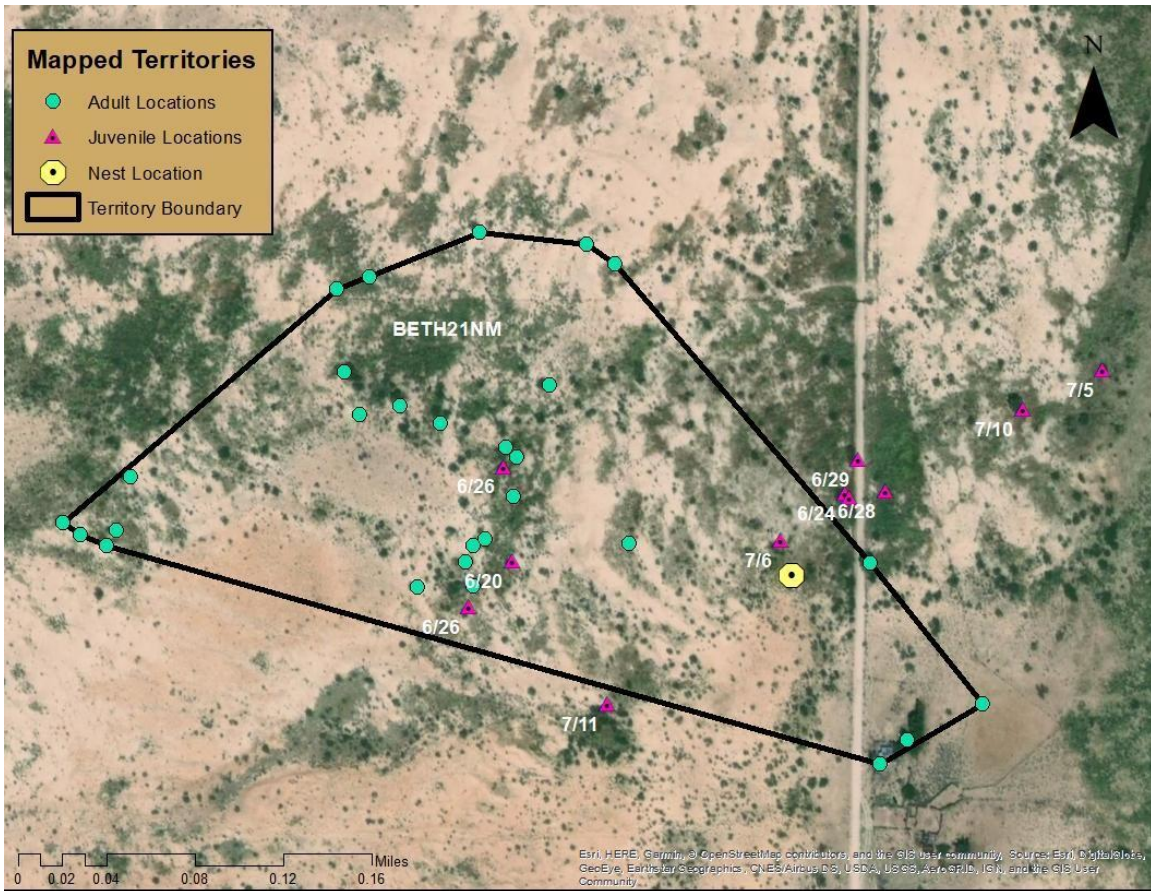 Mapped Territories
Adult Locations
Juvenile Locations
Nest Location
Territory Boundary
N
BETH21NM
7/5
7/10
6/26
6/29
6/24
6/28
7/6
6/20
6/26
7/11
Miles
0 0.02 0.04 0.08 0.12 0.16
Esri, HERE, Garmin, © OpenStreetMap contributors, and the GIS user community, Source: Esri, DigitalGlobe,
GeoEye, Earthstar Geographics, CNES/Airbus DS, USDA, USGS, AeroGRID, IGN, and the GIS User
Community